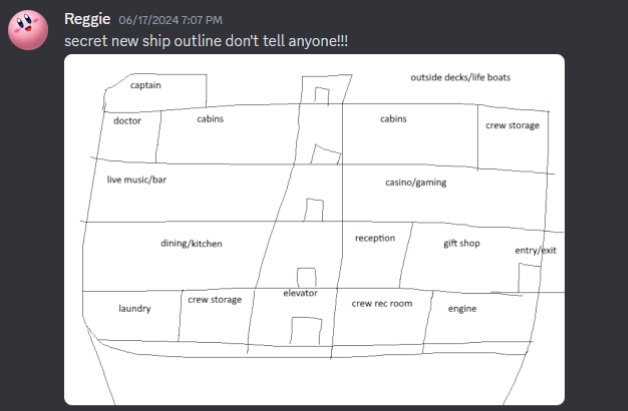 Reggie 06/17/2024 7:07 PM
secret new ship outline don't tell anyone!!!
captain
outside decks/life boats
doctor
cabins
cabins
crew storage
live music/bar
casino/gaming
dining/kitchen
reception
gift shop
entry/exit
laundry
crew storage
elevator
crew rec room
engine